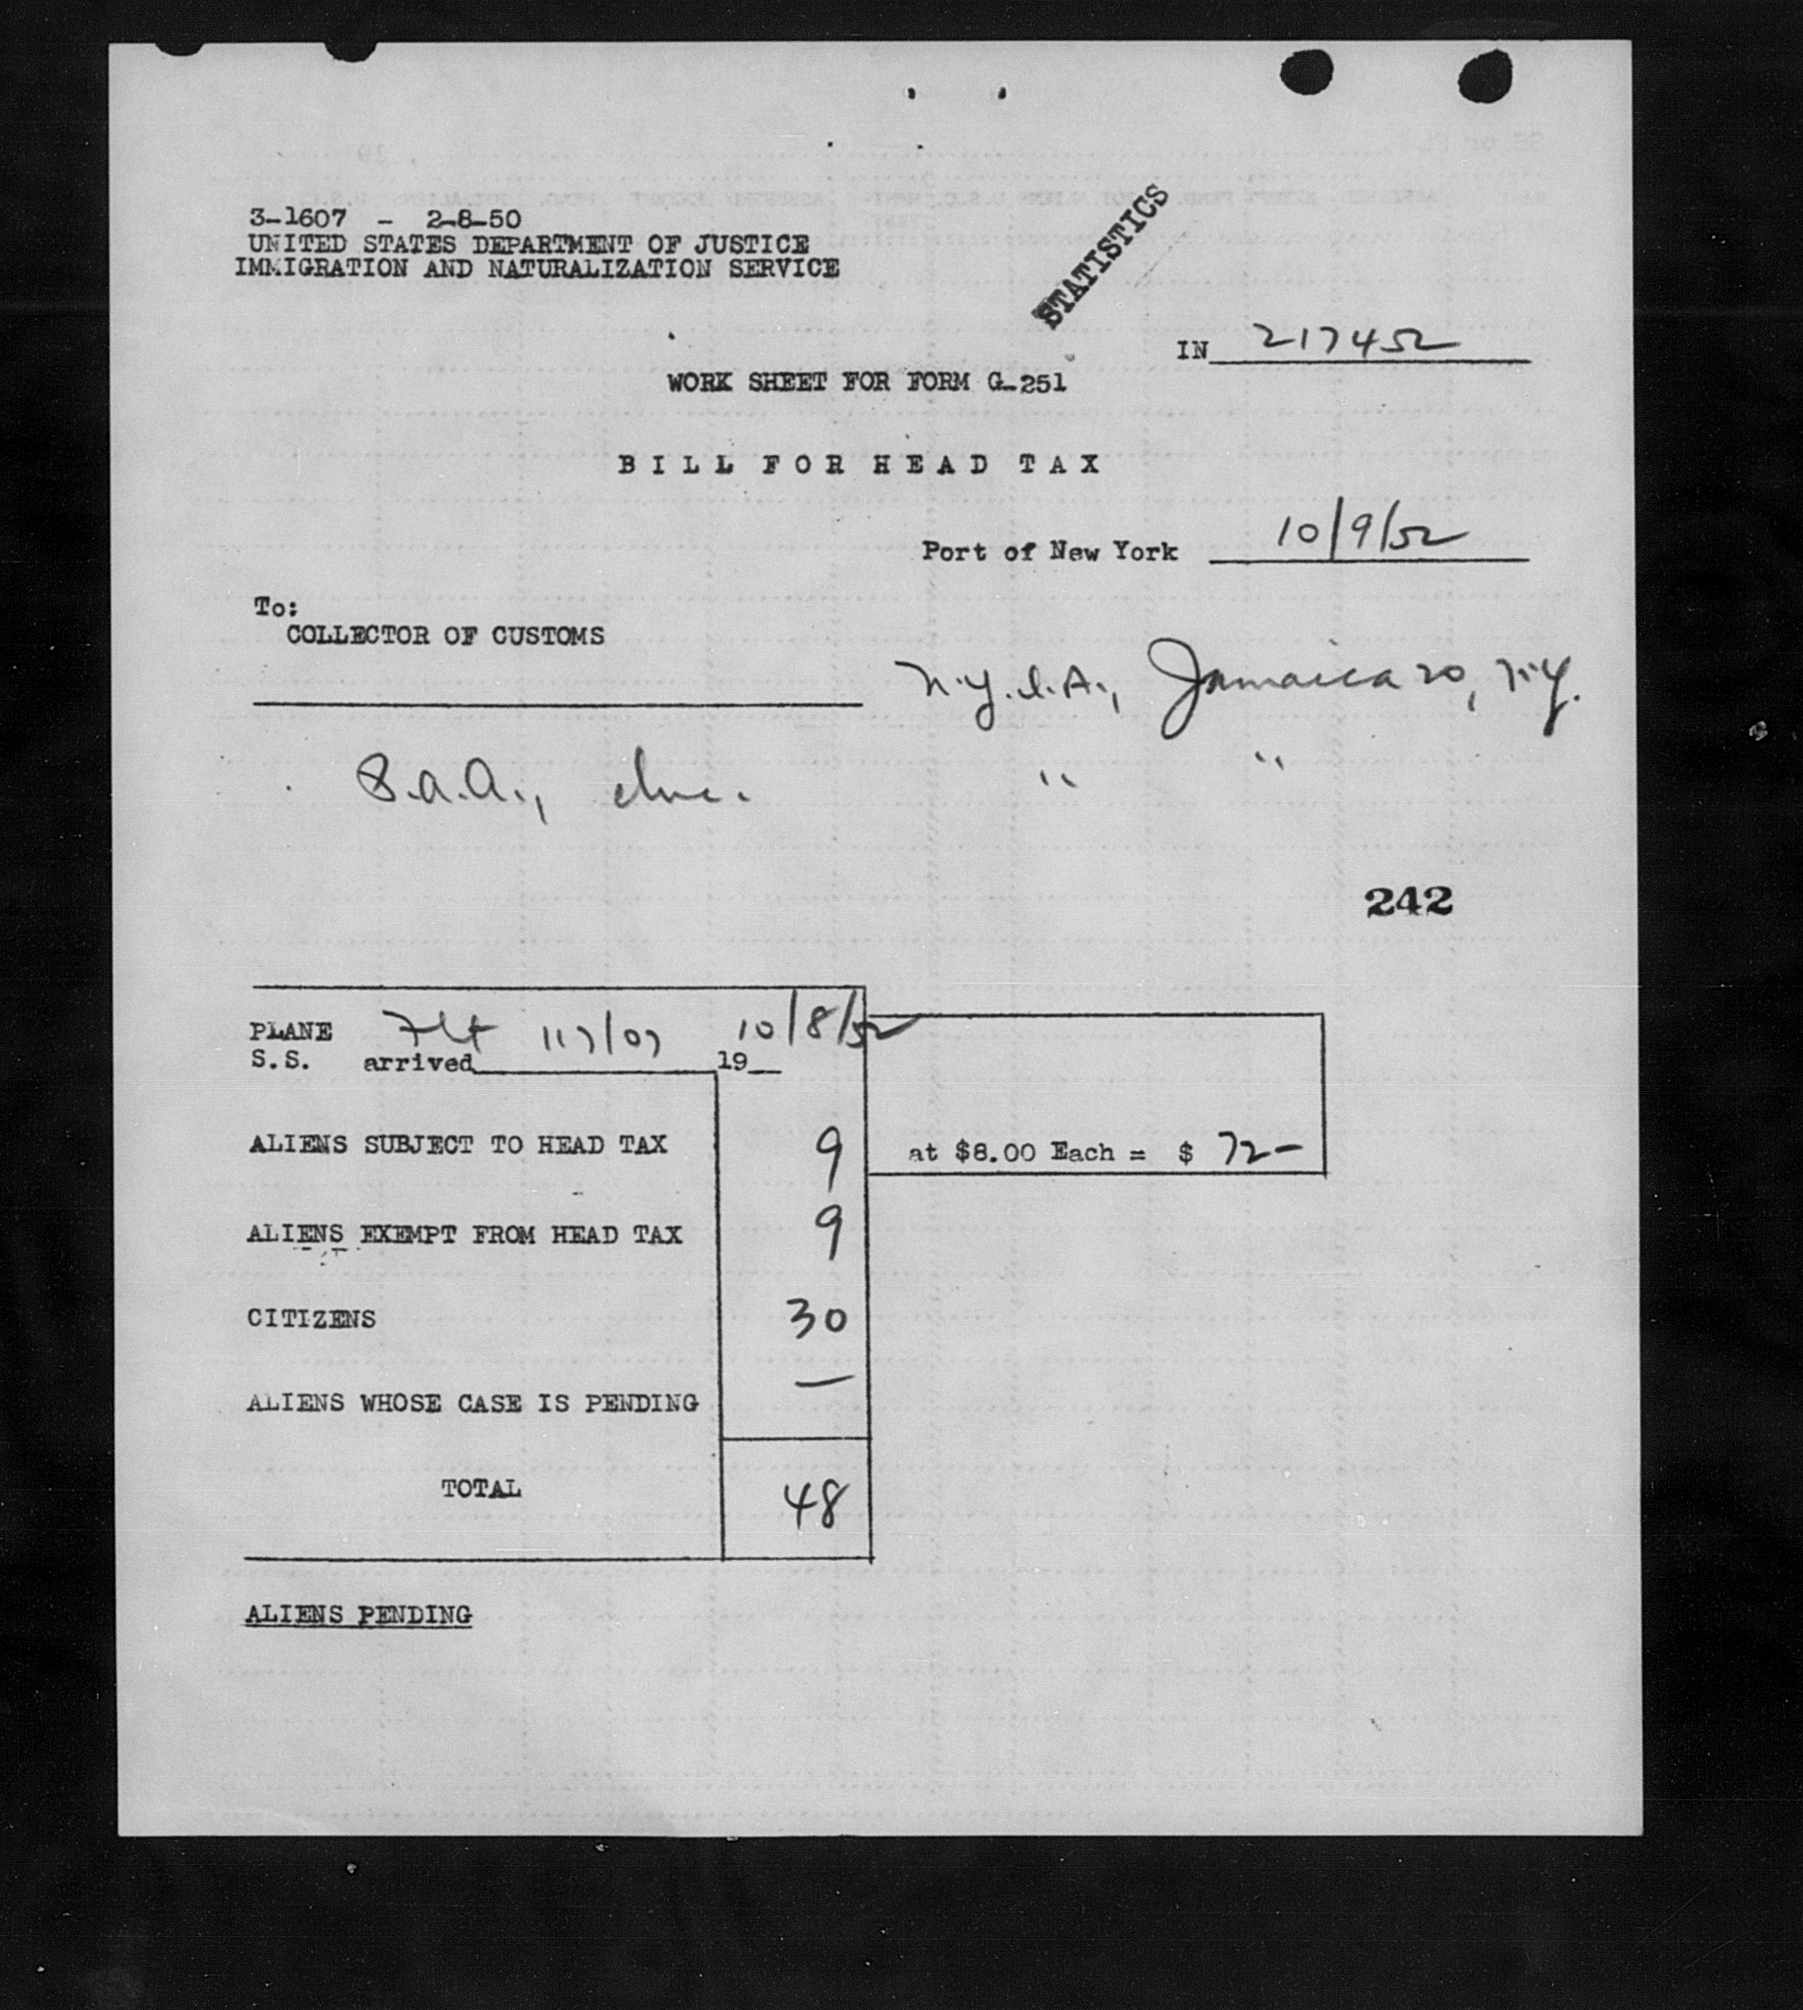 3-1607 - 2-8-50
UNITED STATES DEPARTMENT OF JUSTICE
IMMIGRATION AND NATURALIZATION SERVICE
STATISTICS
IN 217452
WORK SHEET FOR FORM G-251
BILL FOR HEAD TAX
Port of New York 10/9/52
To:
COLLECTOR OF CUSTOMS
N.Y.I.A., Jamaica 20, N.Y.
P.A.A., Inc. " "
242
PLANE Flt 117/07 10/8/52
S.S. arrived 19
ALIENS SUBJECT TO HEAD TAX 9 at $8.00 Each = $ 72-
ALIENS EXEMPT FROM HEAD TAX 9
CITIZENS 30
ALIENS WHOSE CASE IS PENDING —
TOTAL 48
ALIENS PENDING